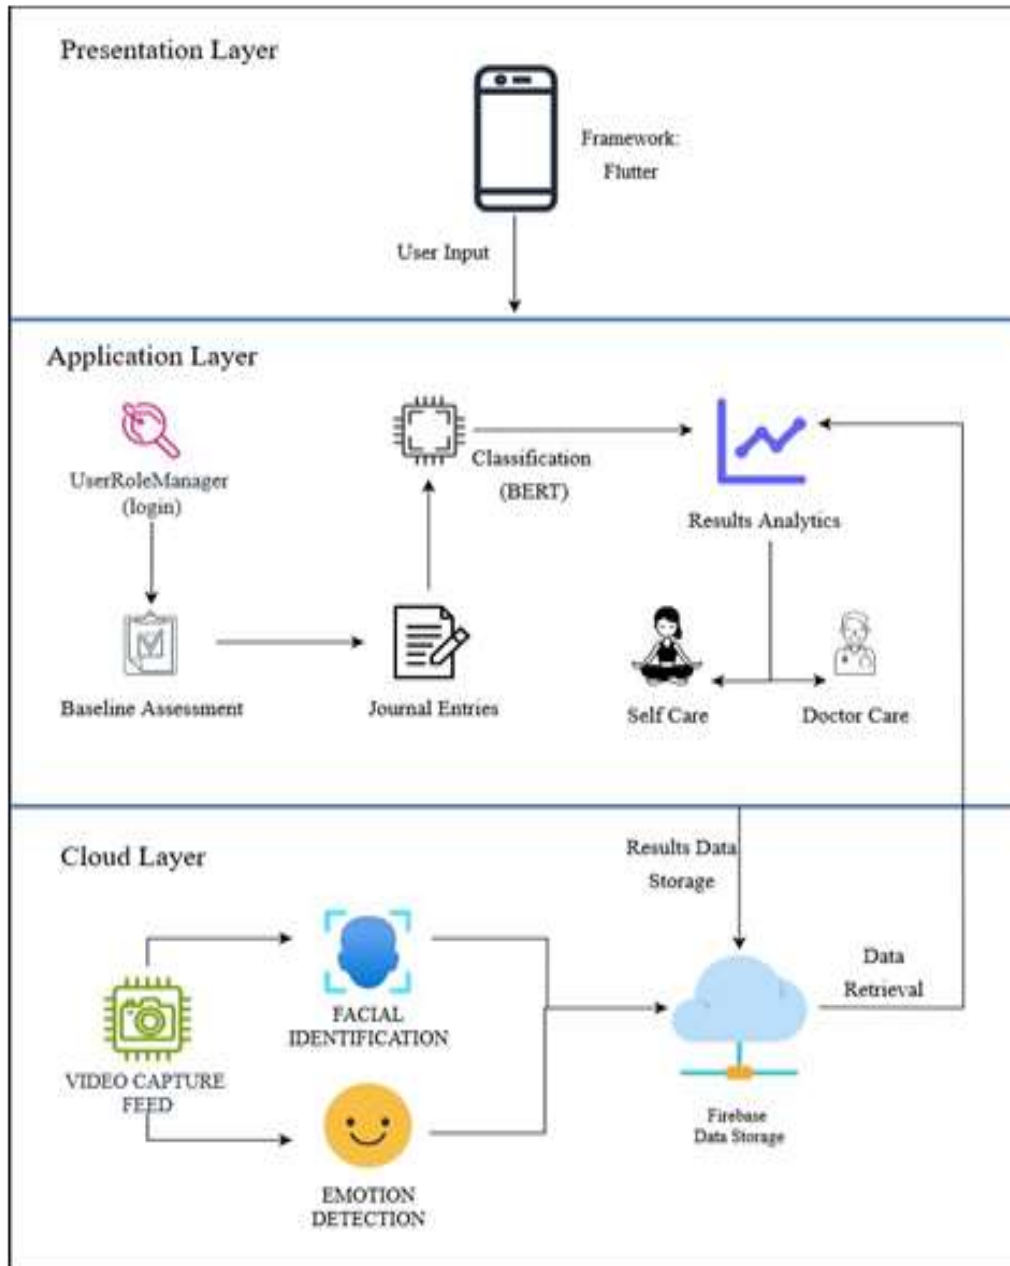 Presentation Layer
Framework:
Flutter
User Input
Application Layer
UserRoleManager
(login)
Classification
(BERT)
Results Analytics
Baseline Assessment
Journal Entries
Self Care
Doctor Care
Cloud Layer
Results Data
Storage
Data
Retrieval
FACIAL
IDENTIFICATION
VIDEO CAPTURE
FEED
Firebase
Data Storage
EMOTION
DETECTION